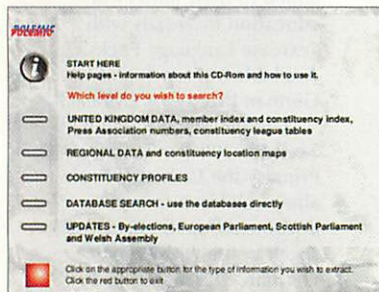 POLEMIC
START HERE
Help pages - information about this CD-Rom and how to use it.
Which level do you wish to search?
UNITED KINGDOM DATA, member index and constituency index,
Press Association numbers, constituency league tables
REGIONAL DATA and constituency location maps
CONSTITUENCY PROFILES
DATABASE SEARCH - use the databases directly
UPDATES - By-elections, European Parliament, Scottish Parliament
and Welsh Assembly
Click on the appropriate button for the type of information you wish to extract.
Click the red button to exit